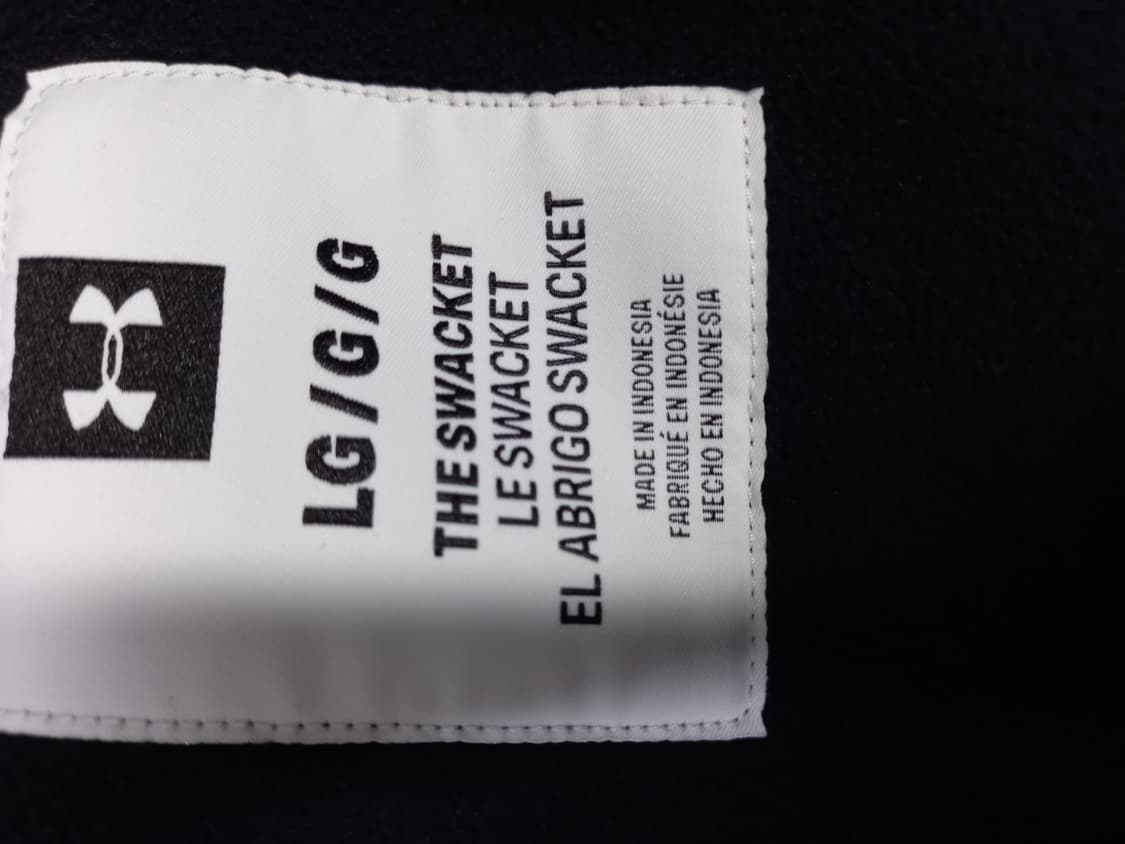 LG/G/G
THE SWACKET
LE SWACKET
EL ABRIGO SWACKET
MADE IN INDONESIA
FABRIQUÉ EN INDONÉSIE
HECHO EN INDONESIA